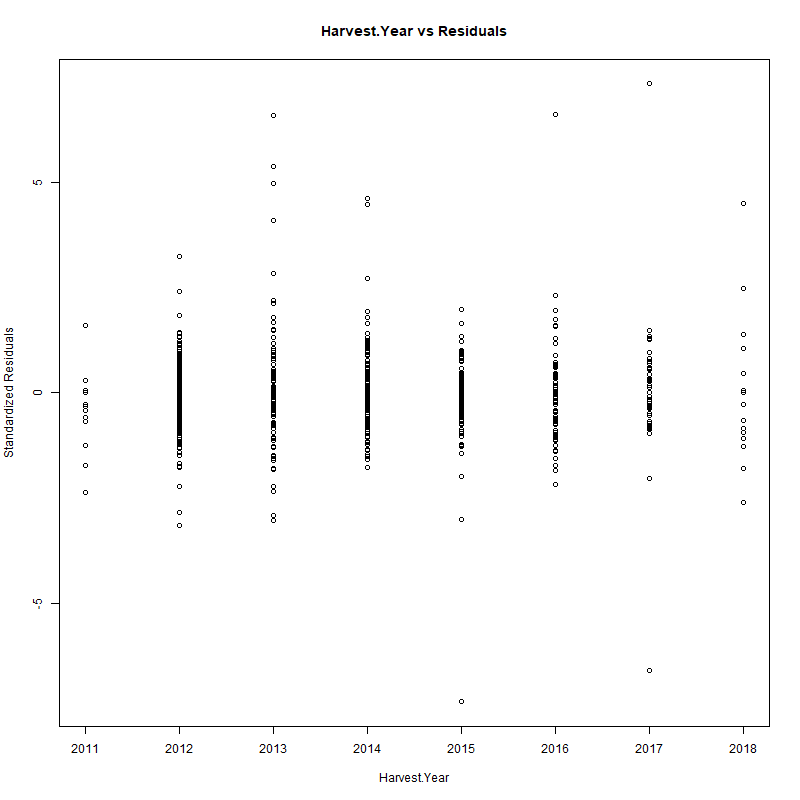 Harvest.Year vs Residuals
Standardized Residuals
5
0
-5
2011 2012 2013 2014 2015 2016 2017 2018
Harvest.Year